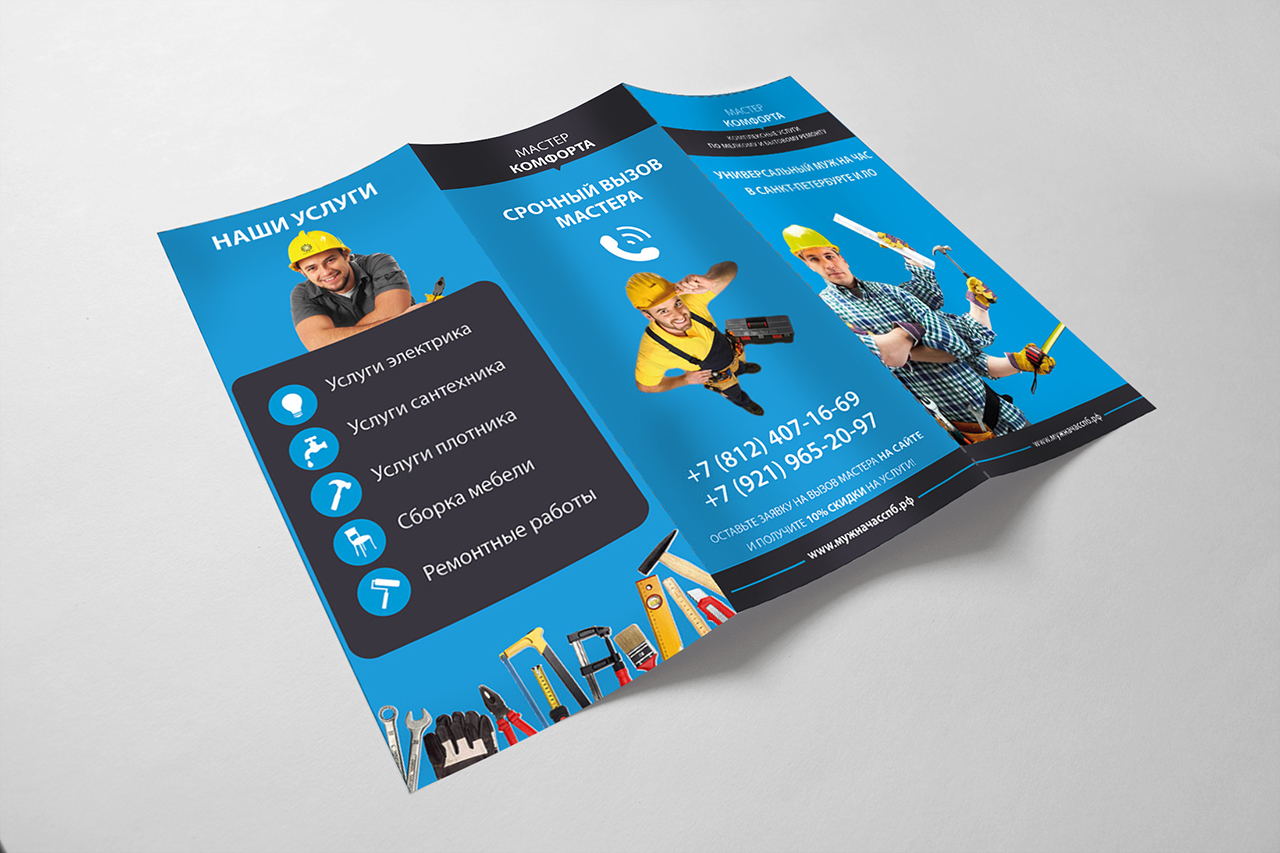 НАШИ УСЛУГИ
Услуги электрика
Услуги сантехника
Услуги плотника
Сборка мебели
Ремонтные работы
МАСТЕР
КОМФОРТА
СРОЧНЫЙ ВЫЗОВ
МАСТЕРА
+7 (812) 407-16-69
+7 (921) 965-20-97
ОСТАВЬТЕ ЗАЯВКУ НА ВЫЗОВ МАСТЕРА НА САЙТЕ
И ПОЛУЧИТЕ 10% СКИДКИ НА УСЛУГИ!
www.мужначасспб.рф
МАСТЕР
КОМФОРТА
КОМПЛЕКСНЫЕ УСЛУГИ
ПО МЕЛКОМУ И БЫТОВОМУ РЕМОНТУ
УНИВЕРСАЛЬНЫЙ МУЖ НА ЧАС
В САНКТ-ПЕТЕРБУРГЕ И ЛО
www.мужначасспб.рф